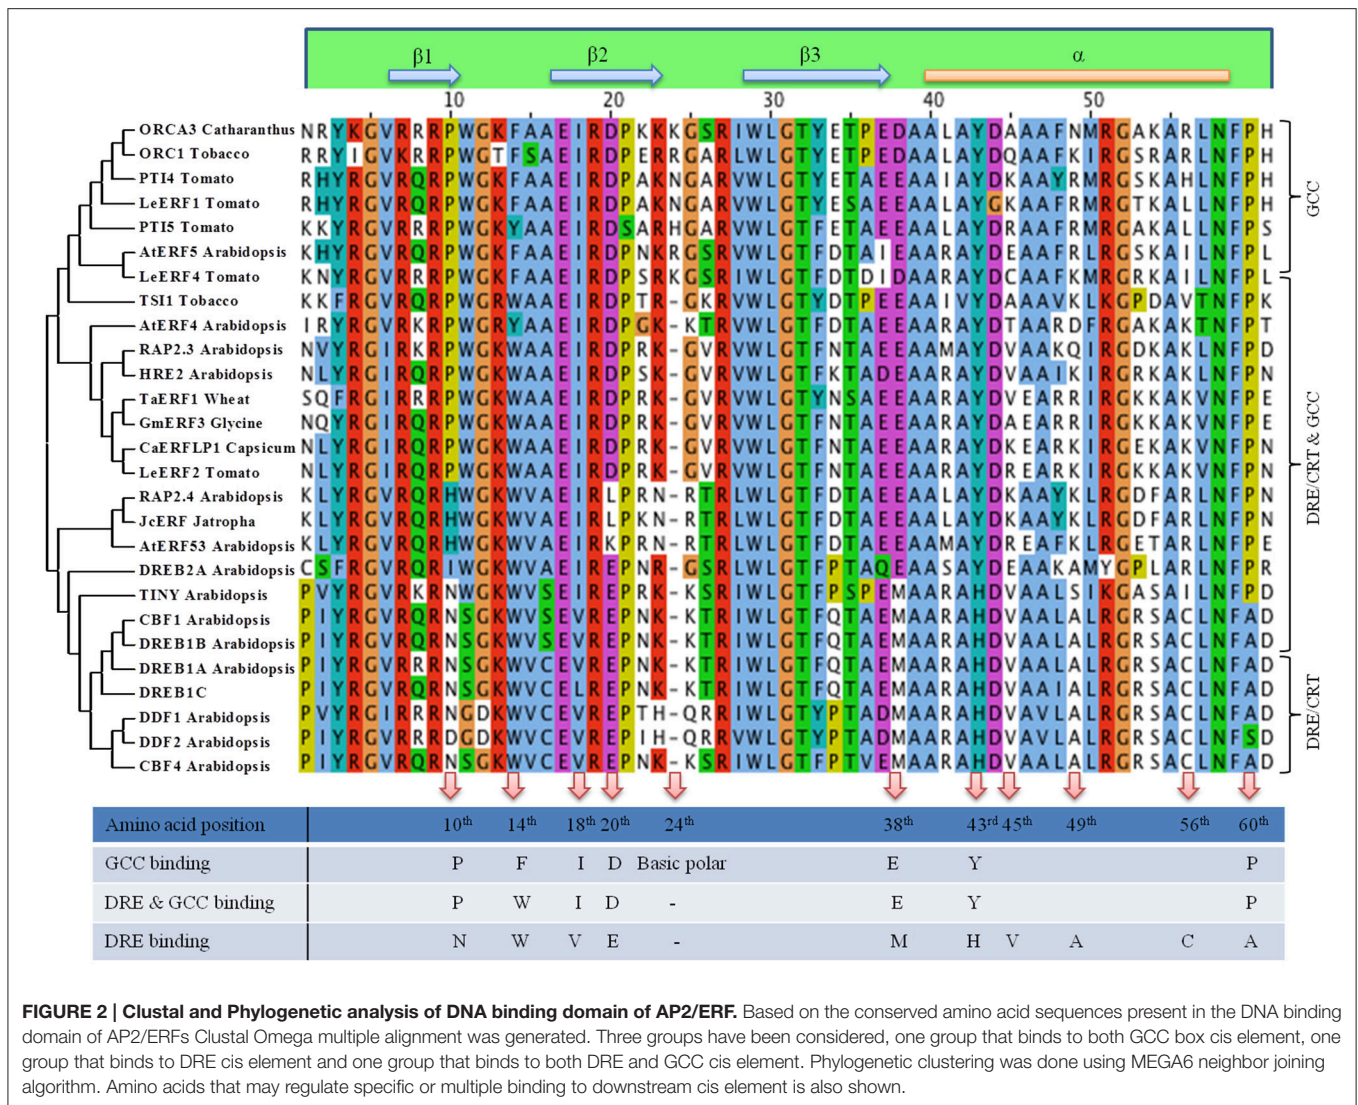 β1 β2 β3 α
10 20 30 40 50
ORCA3 Catharanthus NRYKGVRRRPWGKFAAEIRDPKKKGSRIWLGTYETPEDAALAYDAAAFNMRGAKARLNFPH
ORC1 Tobacco RRYIGVKRRPWGTFSAEIRDPERRGARLWLGTYETPEDAALAYDQAAFKIRGSRARLNFPH
PTI4 Tomato RHYRGVRQRPWGKFAAEIRDPAKNGARVWLGTYETAEEAAIAYDKAAYRMRGSKAHLNFPH
LeERF1 Tomato RHYRGVRQRPWGKFAAEIRDPAKNGARVWLGTYESAEEAALAYGKAAFRMRGTKALLNFPH
PTI5 Tomato KKYRGVRRRPWGKYAAEIRDSARHGARVWLGTFETAEEAALAYDRAAFRMRGAKALLNFPS
AtERF5 Arabidopsis KHYRGVRQRPWGKFAAEIRDPNKRGSRVWLGTFDTAIEAARAYDEAAFRLRGSKAILNFPL
LeERF4 Tomato KNYRGVRRRPWGKFAAEIRDPSRKGSRVWLGTFDTDIDAARAYDCAAFKMRGRKAILNFPL
TSI1 Tobacco KKFRGVRQRPWGRWAAEIRDPTR-GKRVWLGTYDTPEEAAIVYDAAAVKLKGPDAVTNFPK
AtERF4 Arabidopsis IRYRGVRKRPWGRYAAEIRDPGK-KTRVWLGTFDTAEEAARAYDTAARDFRGAKAKTNFPT
RAP2.3 Arabidopsis NVYRGIRKRPWGKWAAEIRDPRK-GVRVWLGTFNTAEEAAMAYDVAAKQIRGDKAKLNFPD
HRE2 Arabidopsis NLYRGIRQRPWGKWAAEIRDPSK-GVRVWLGTFKTADEAARAYDVAAIKIRGRKAKLNFPN
TaERF1 Wheat SQFRGIRRRPWGKWAAEIRDPRK-GVRVWLGTYNSAEEAARAYDVEARRIRGKKAKVNFPE
GmERF3 Glycine NQYRGIRQRPWGKWAAEIRDPRK-GVRVWLGTFNTAEEAARAYDAEARRIRGKKAKVNFPE
CaERFLP1 Capsicum NLYRGIRQRPWGKWAAEIRDPRK-GVRVWLGTFNTAEEAARAYDKEARKIRGEKAKVNFPN
LeERF2 Tomato NLYRGIRQRPWGKWAAEIRDPRK-GVRVWLGTFNTAEEAARAYDREARKIRGKKAKVNFPN
RAP2.4 Arabidopsis KLYRGVRQRHWGKWVAEIRLPRN-RTRLWLGTFDTAEEAALAYDKAAYKLRGDFARLNFPN
JcERF Jatropha KLYRGVRQRHWGKWVAEIRLPKN-RTRLWLGTFDTAEEAALAYDKAAYKLRGDFARLNFPN
AtERF53 Arabidopsis KLYRGVRQRHWGKWVAEIRKPRN-RTRLWLGTFDTAEEAAMAYDREAFKLRGETARLNFPE
DREB2A Arabidopsis CSFRGVRQRIWGKWVAEIREPNR-GSRLWLGTFPTAQEAASAYDEAAKAMYGPLARLNFPR
TINY Arabidopsis PVYRGVRKRNWGKWVSEIREPRK-KSRIWLGTFPSPEMAARAHDVAALSIKGASAILNFPD
CBF1 Arabidopsis PIYRGVRQRNSGKWVSEVREPNK-KTRIWLGTFQTAEMAARAHDVAALALRGRSACLNFAD
DREB1B Arabidopsis PIYRGVRQRNSGKWVSEVREPNK-KTRIWLGTFQTAEMAARAHDVAALALRGRSACLNFAD
DREB1A Arabidopsis PIYRGVRRRNSGKWVCEVREPNK-KTRIWLGTFQTAEMAARAHDVAALALRGRSACLNFAD
DREB1C PIYRGVRQRNSGKWVCELREPNK-KTRIWLGTFQTAEMAARAHDVAAIALRGRSACLNFAD
DDF1 Arabidopsis PVYRGIRRRNGDKWVCEVREPTH-QRRIWLGTYPTADMAARAHDVAVLALRGRSACLNFAD
DDF2 Arabidopsis PVYRGVRRRDGDKWVCEVREPIH-QRRVWLGTYPTADMAARAHDVAVLALRGRSACLNFSD
CBF4 Arabidopsis PIYRGVRQRNSGKWVCEVREPNK-KSRIWLGTFPTVEMAARAHDVAALALRGRSACLNFAD
GCC
DRE/CRT & GCC
DRE/CRT
Amino acid position 10th 14th 18th 20th 24th 38th 43rd 45th 49th 56th 60th
GCC binding P F I D Basic polar E Y P
DRE & GCC binding P W I D - E Y P
DRE binding N W V E - M H V A C A
FIGURE 2 | Clustal and Phylogenetic analysis of DNA binding domain of AP2/ERF. Based on the conserved amino acid sequences present in the DNA binding
domain of AP2/ERFs Clustal Omega multiple alignment was generated. Three groups have been considered, one group that binds to both GCC box cis element, one
group that binds to DRE cis element and one group that binds to both DRE and GCC cis element. Phylogenetic clustering was done using MEGA6 neighbor joining
algorithm. Amino acids that may regulate specific or multiple binding to downstream cis element is also shown.